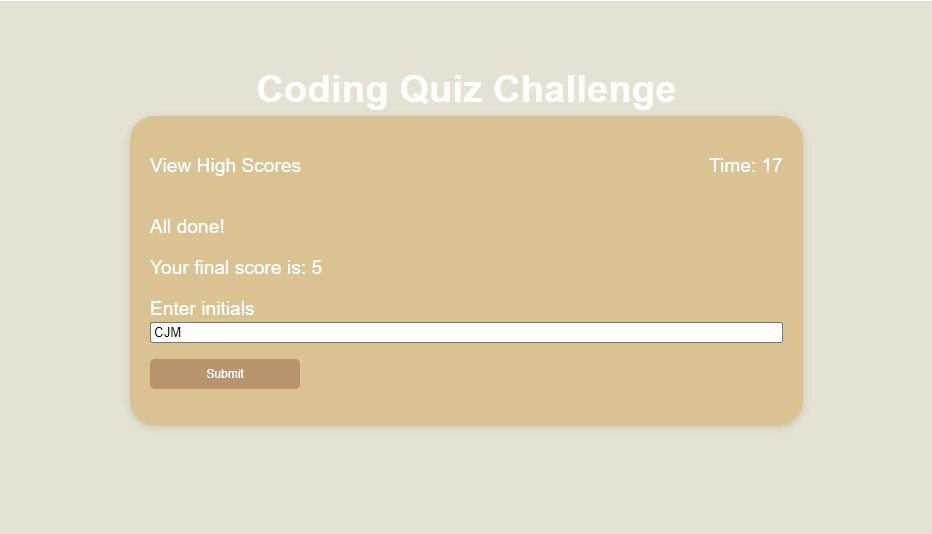 Coding Quiz Challenge
View High Scores
Time: 17
All done!
Your final score is: 5
Enter initials
CJM
Submit